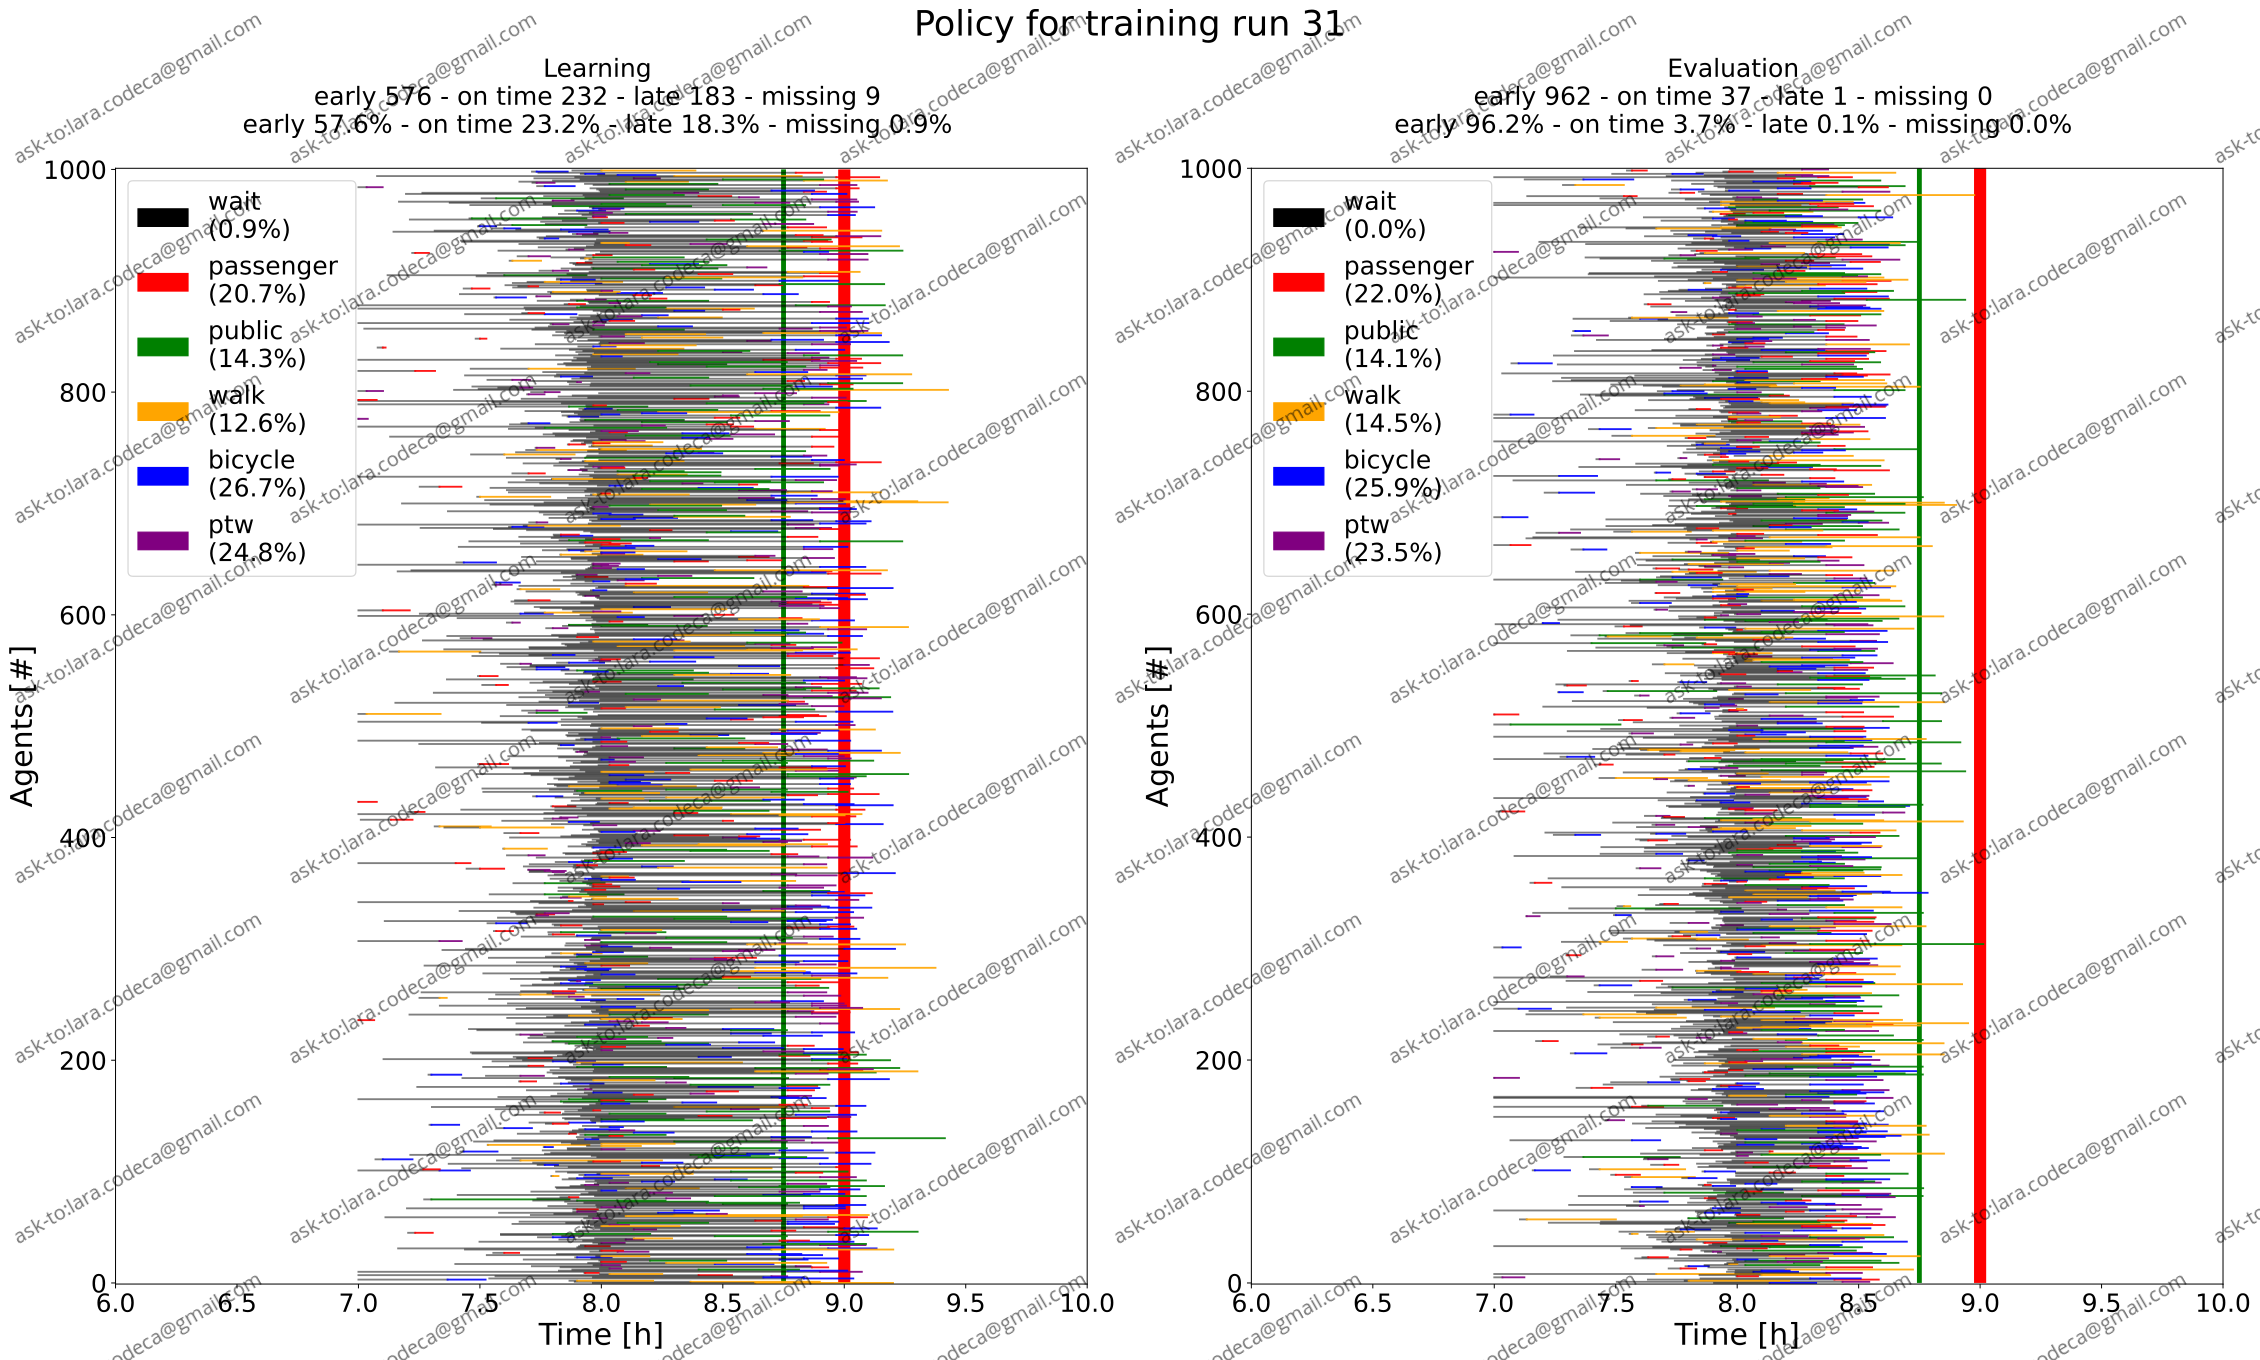 Policy for training run 31
Learning
early 576 - on time 232 - late 183 - missing 9
early 57.6% - on time 23.2% - late 18.3% - missing 0.9%
1000
800
600
400
200
0
Agents [#]
wait
(0.9%)
passenger
(20.7%)
public
(14.3%)
walk
(12.6%)
bicycle
(26.7%)
ptw
(24.8%)
6.0 6.5 7.0 7.5 8.0 8.5 9.0 9.5 10.0
Time [h]
Evaluation
early 962 - on time 37 - late 1 - missing 0
early 96.2% - on time 3.7% - late 0.1% - missing 0.0%
1000
800
600
400
200
0
Agents [#]
wait
(0.0%)
passenger
(22.0%)
public
(14.1%)
walk
(14.5%)
bicycle
(25.9%)
ptw
(23.5%)
6.0 6.5 7.0 7.5 8.0 8.5 9.0 9.5 10.0
Time [h]
ask-to:lara.codeca@gmail.com